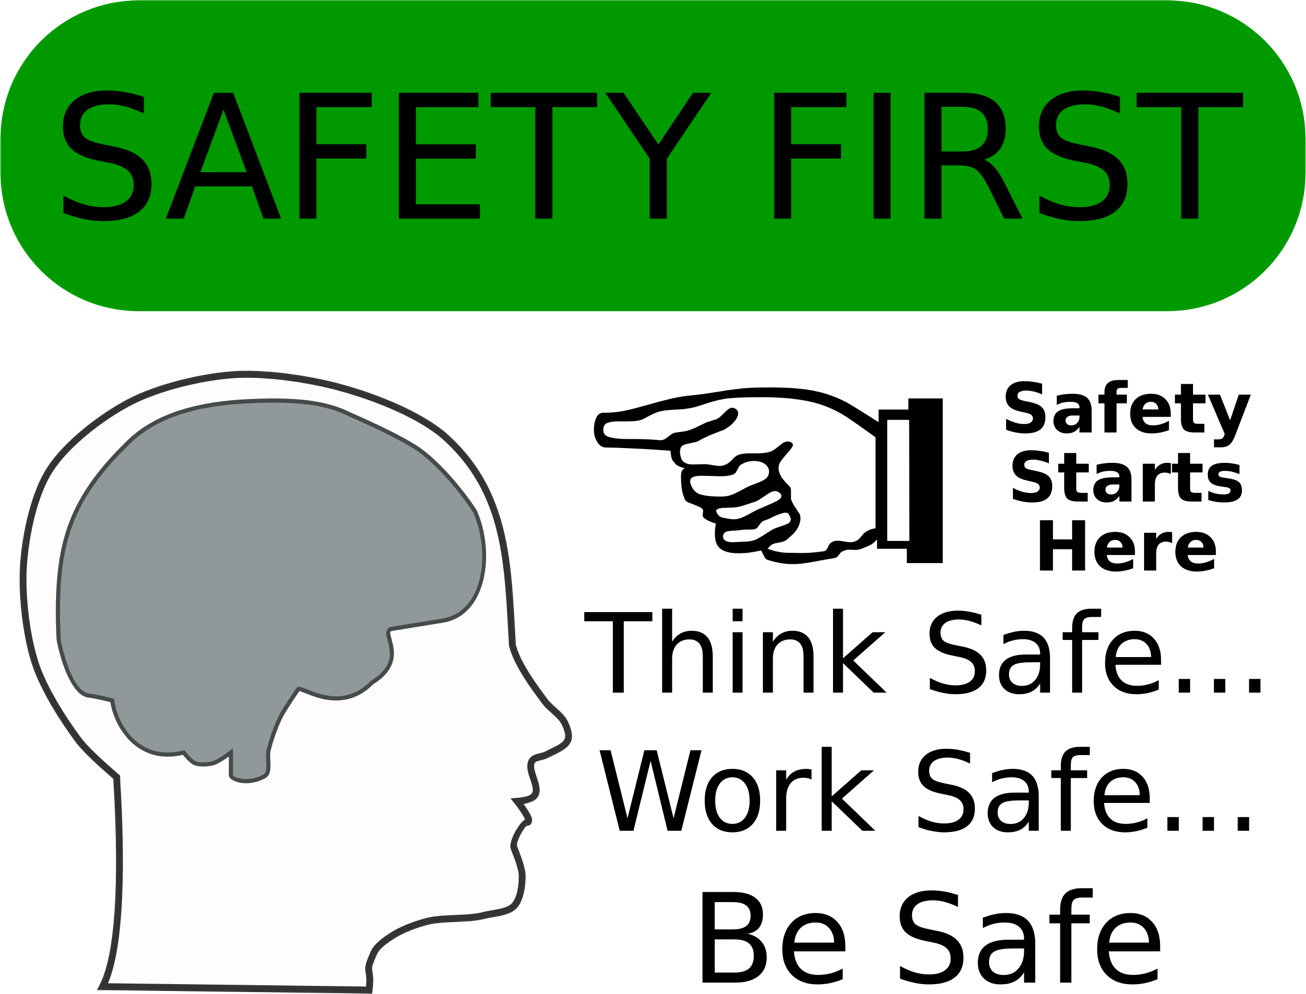 SAFETY FIRST
Safety
Starts
Here
Think Safe...
Work Safe...
Be Safe